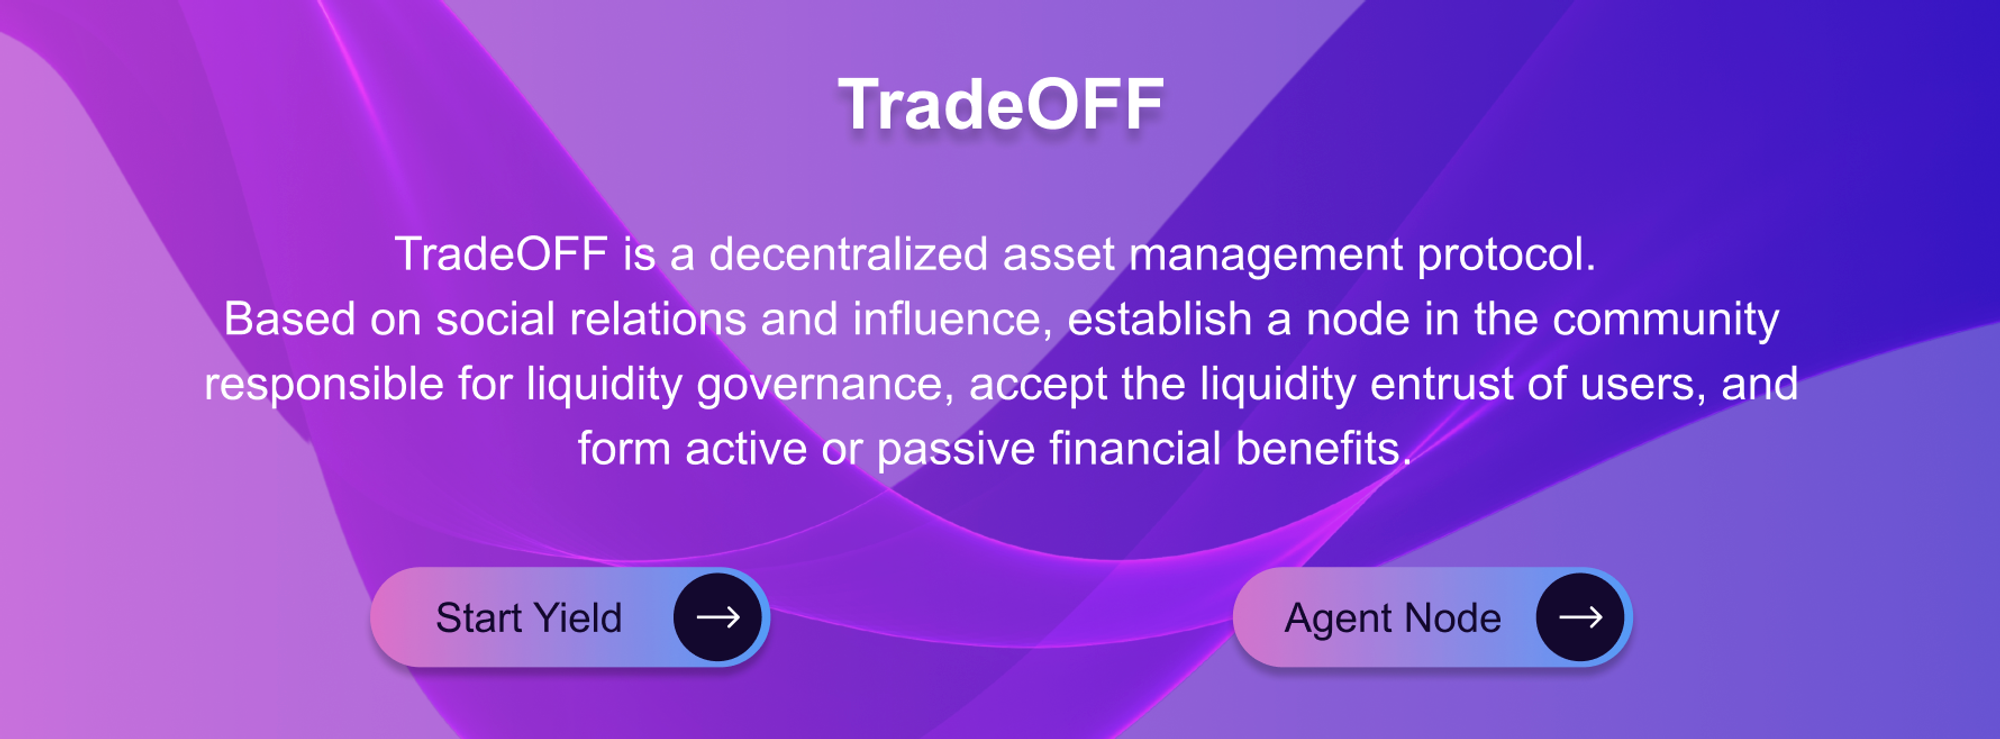 TradeOFF
TradeOFF is a decentralized asset management protocol.
Based on social relations and influence, establish a node in the community
responsible for liquidity governance, accept the liquidity entrust of users, and
form active or passive financial benefits.
Start Yield
Agent Node